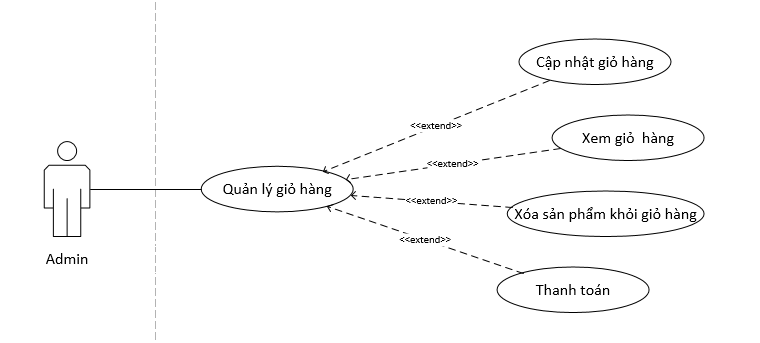 Cập nhật giỏ hàng
<<extend>>
Xem giỏ hàng
<<extend>>
Quản lý giỏ hàng
<<extend>>
Xóa sản phẩm khỏi giỏ hàng
<<extend>>
Admin
Thanh toán